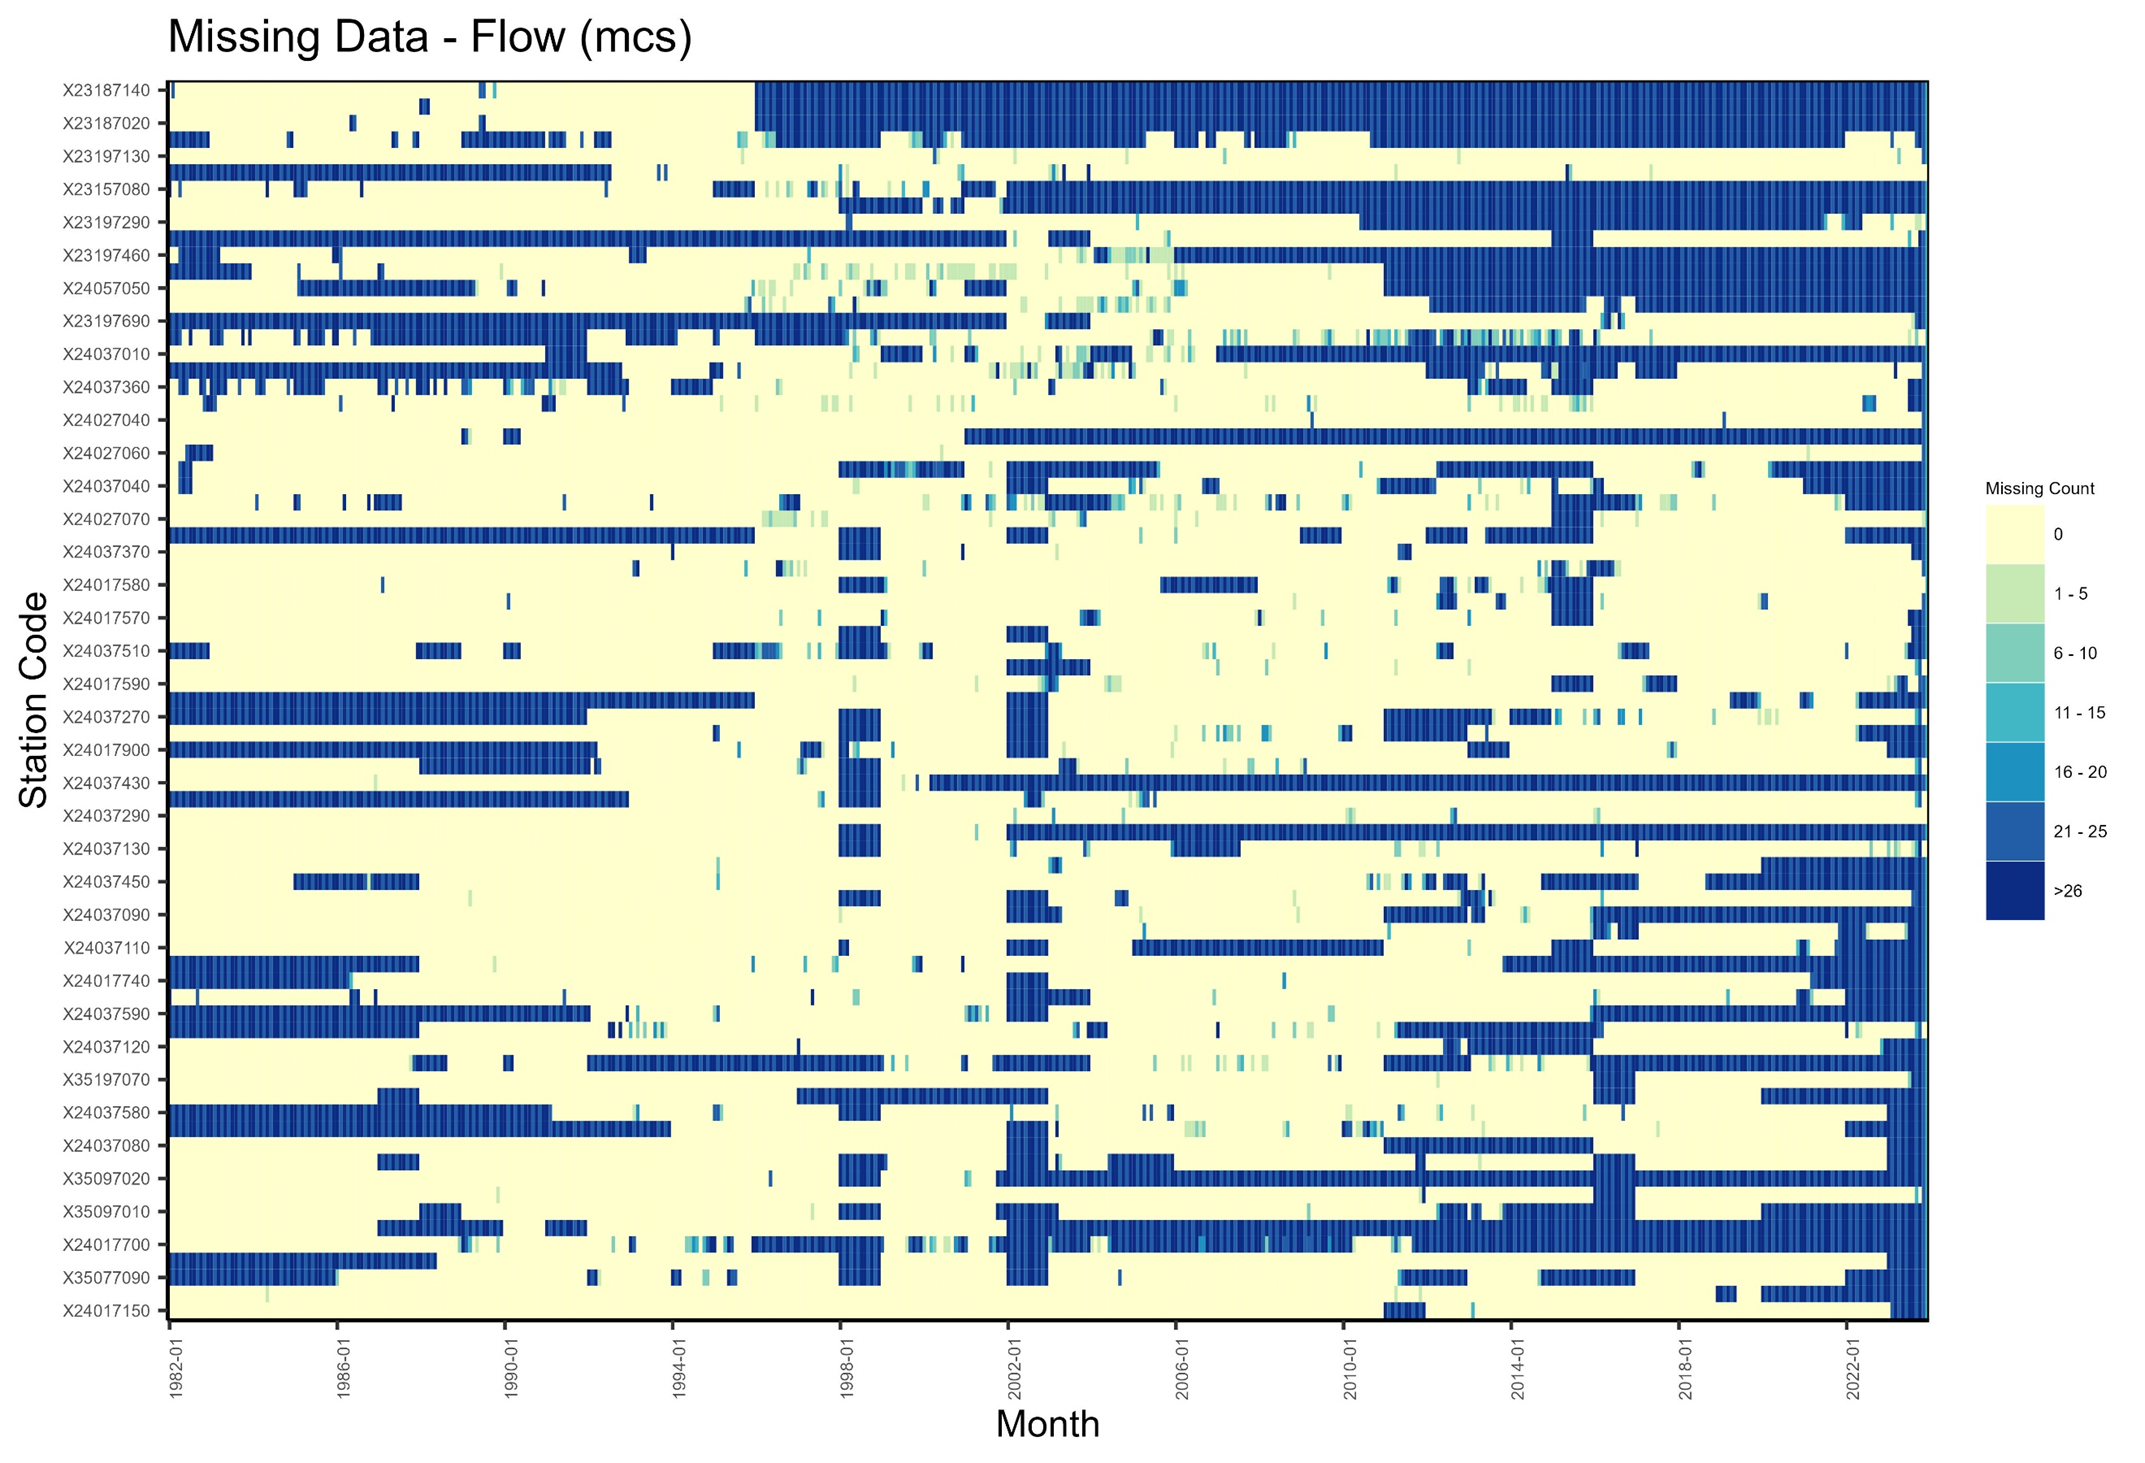 Missing Data - Flow (mcs)
X23187140
X23187020
X23197130
X23157080
X23197290
X23197460
X24057050
X23197690
X24037010
X24037360
X24027040
X24027060
X24037040
X24027070
X24037370
X24017580
X24017570
X24037510
X24017590
X24037270
X24017900
X24037430
X24037290
X24037130
X24037450
X24037090
X24037110
X24017740
X24037590
X24037120
X35197070
X24037580
X24037080
X35097020
X35097010
X24017700
X35077090
X24017150
Station Code
1982-01
1986-01
1990-01
1994-01
1998-01
2002-01
2006-01
2010-01
2014-01
2018-01
2022-01
Month
Missing Count
0
1 - 5
6 - 10
11 - 15
16 - 20
21 - 25
>26